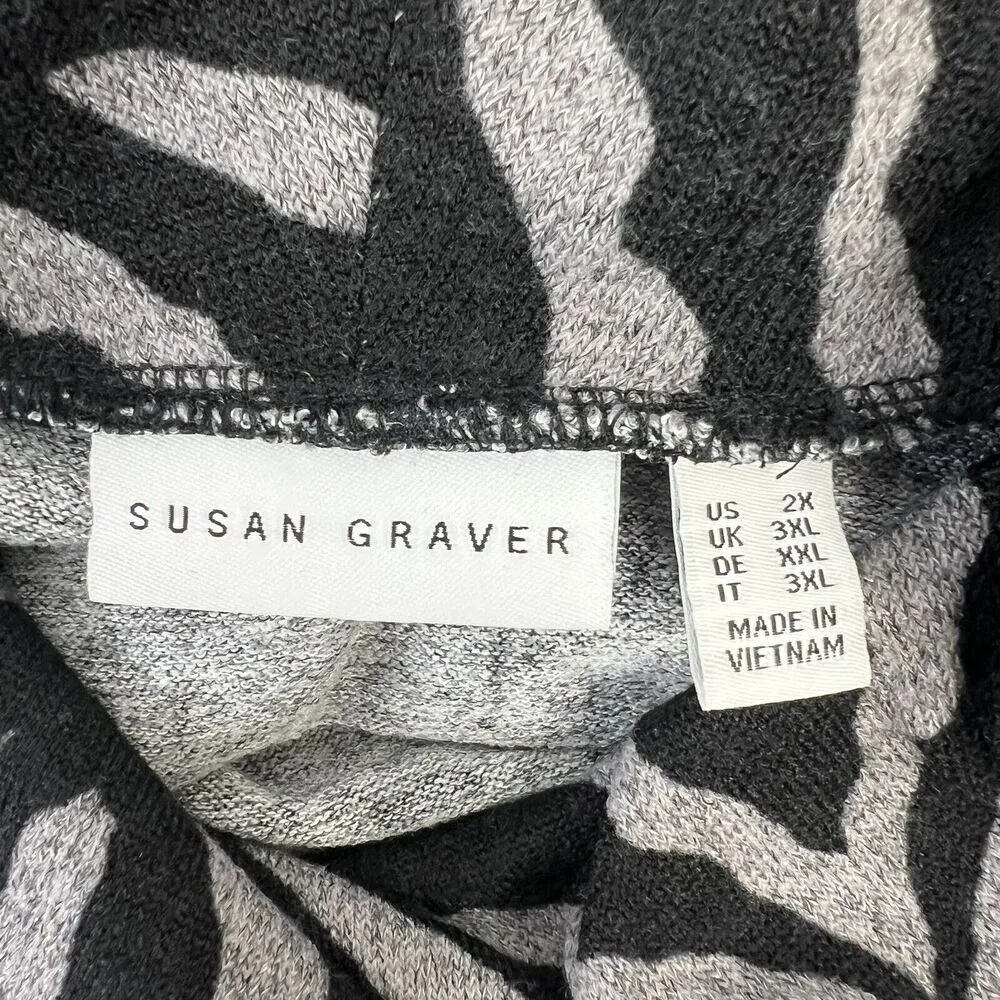 SUSAN GRAVER
US 2X
UK 3XL
DE XXL
IT 3XL
MADE IN
VIETNAM